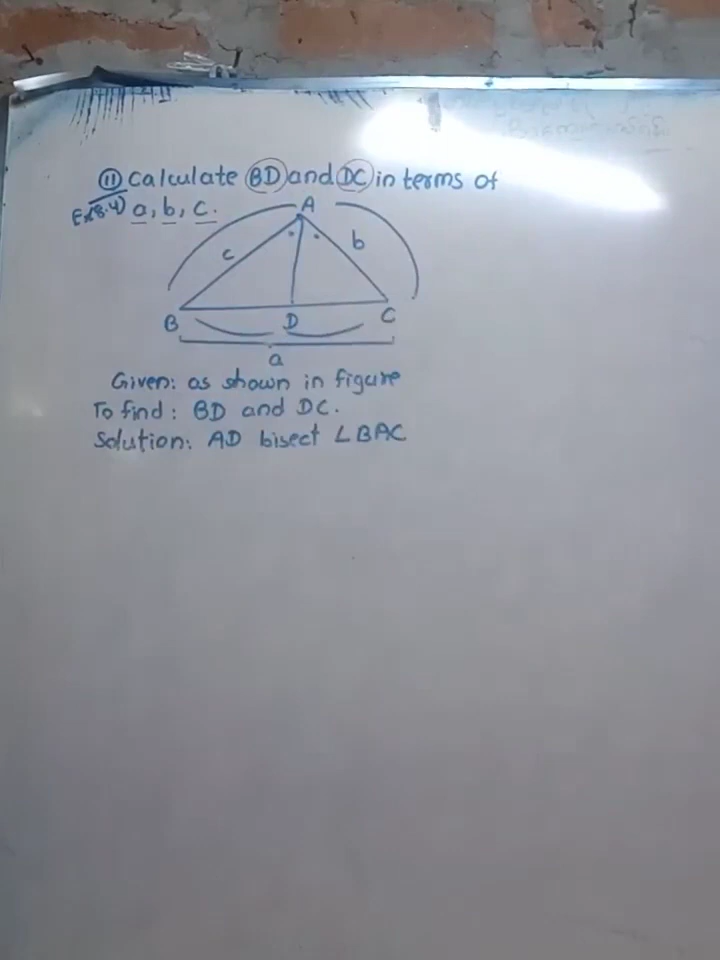 ⑪ Calculate BD and DC in terms of
Ex(8.4) a, b, c.
A
c
b
B
D
C
a
Given: as shown in figure
To find: BD and DC.
Solution: AD bisect ∠BAC